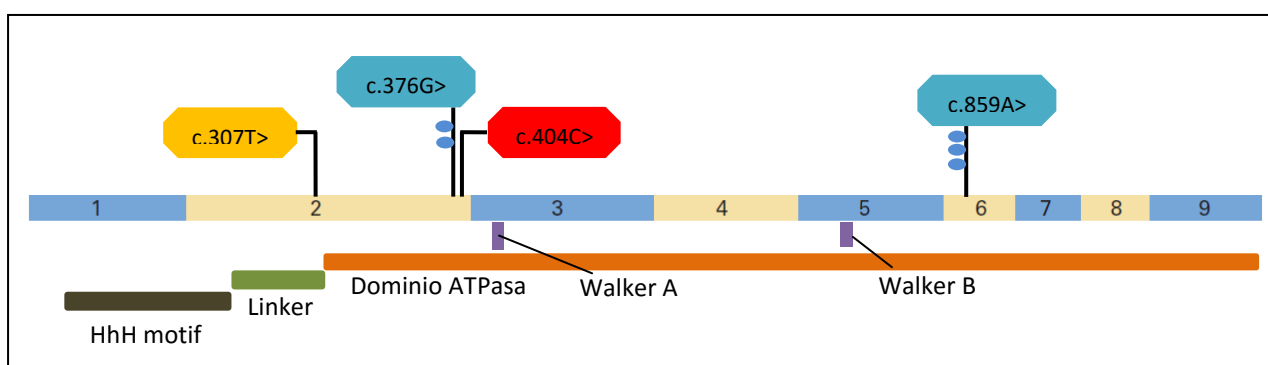 c.376G>
c.859A>
c.307T>
c.404C>
1 2 3 4 5 6 7 8 9
Dominio ATPasa
Walker A
Walker B
Linker
HhH motif